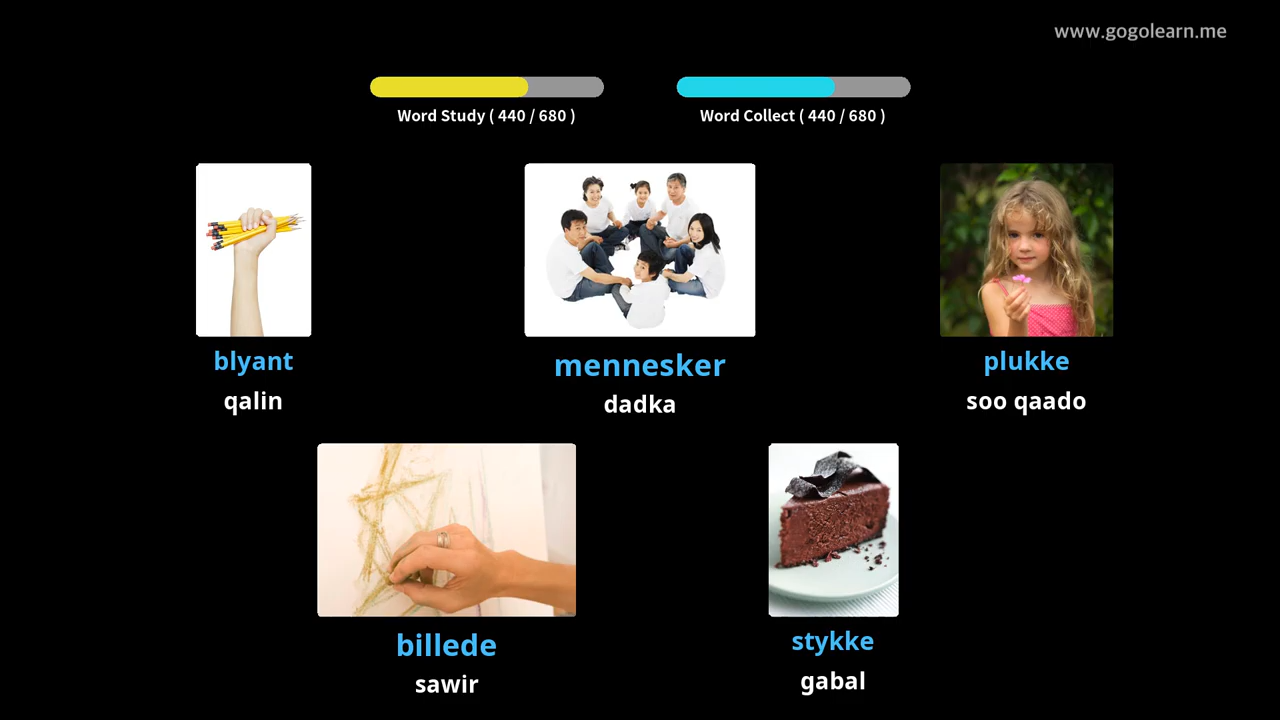 www.gogolearn.me
Word Study ( 440 / 680 )
Word Collect ( 440 / 680 )
blyant
qalin
mennesker
dadka
plukke
soo qaado
billede
sawir
stykke
gabal